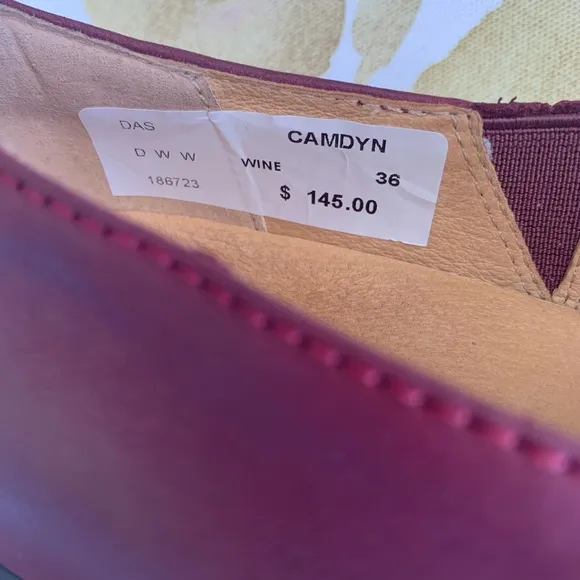 DAS CAMDYN
D W W WINE 36
186723 $ 145.00